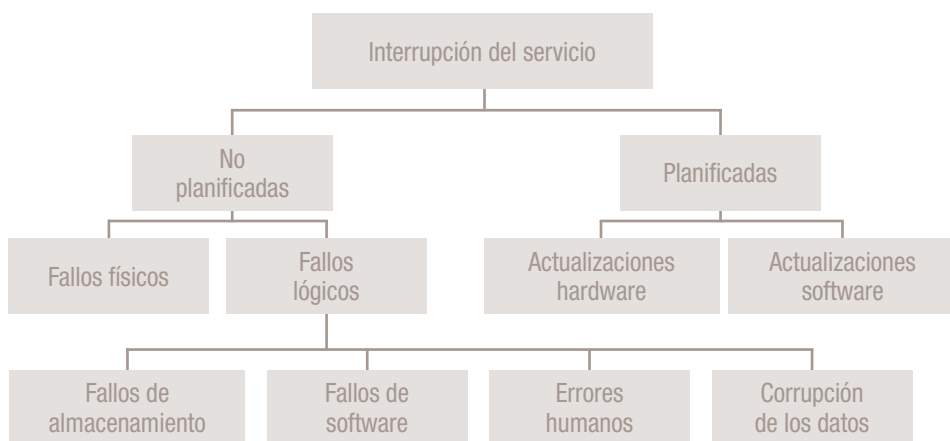 Interrupción del servicio
No
planificadas
Planificadas
Fallos físicos
Fallos
lógicos
Actualizaciones
hardware
Actualizaciones
software
Fallos de
almacenamiento
Fallos de
software
Errores
humanos
Corrupción
de los datos